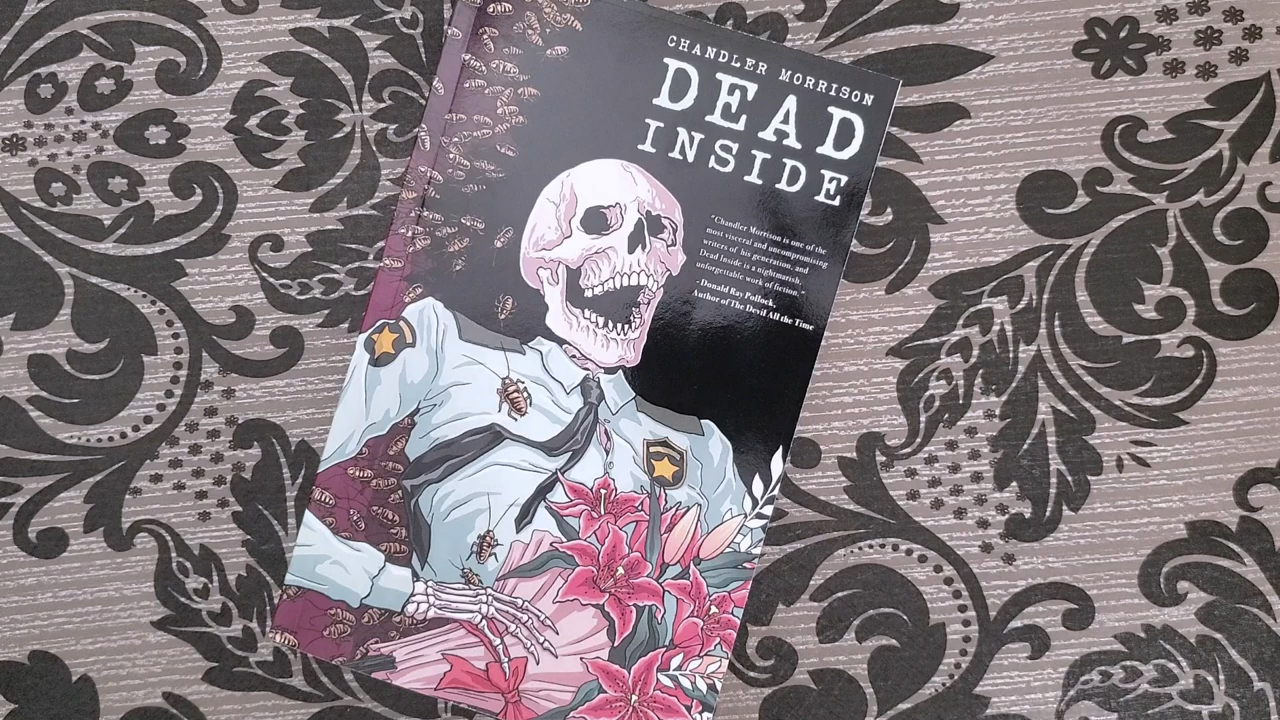 CHANDLER MORRISON
DEAD
INSIDE
"Chandler Morrison is one of the
most visceral and uncompromising
writers of his generation, and
Dead Inside is a nightmarish,
unforgettable work of fiction."
- Donald Ray Pollock,
Author of The Devil All the Time